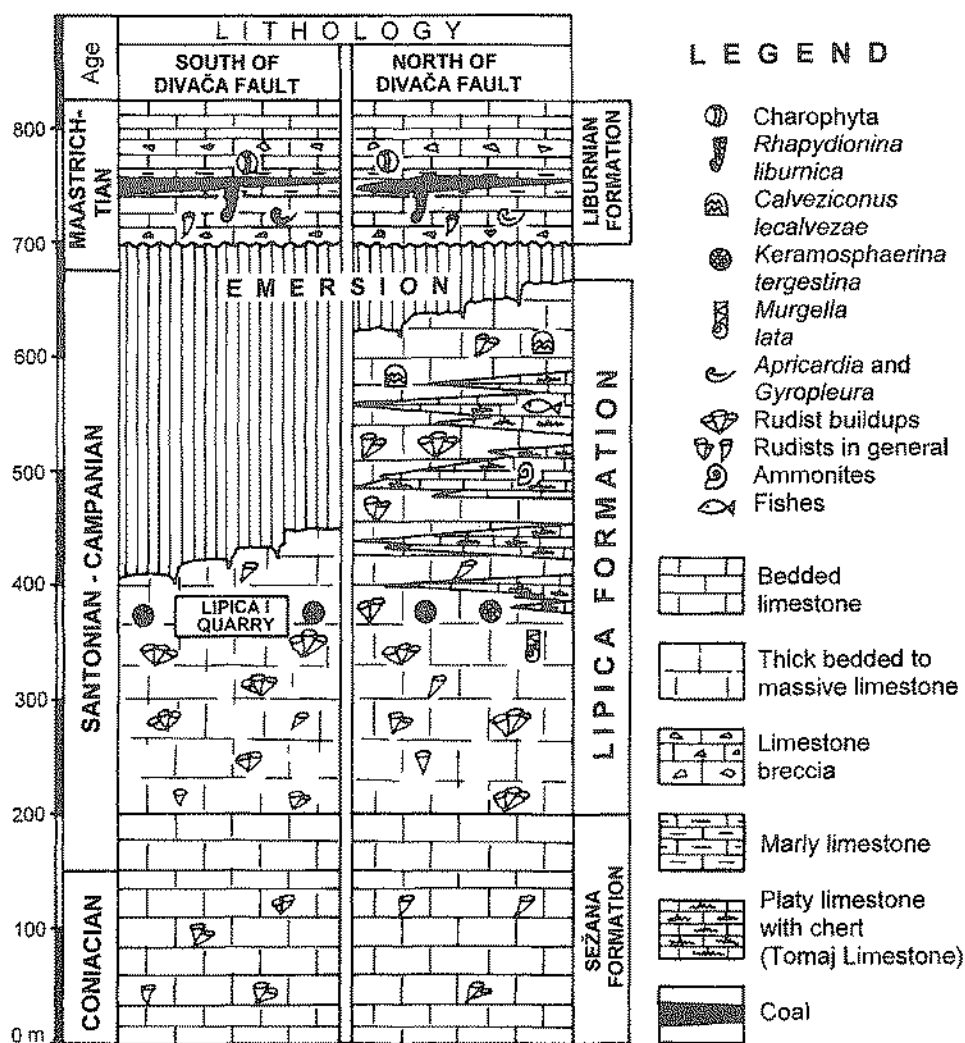 LITHOLOGY
Age
SOUTH OF
DIVAČA FAULT
NORTH OF
DIVAČA FAULT
800
700
600
500
400
300
200
100
0 m
MAASTRICH-
TIAN
SANTONIAN - CAMPANIAN
CONIACIAN
EMERSION
LIPICA I
QUARRY
LIBURNIAN
FORMATION
LIPICA FORMATION
SEŽANA
FORMATION
LEGEND
Charophyta
Rhapydionina
liburnica
Calveziconus
lecalvezae
Keramosphaerina
tergestina
Murgella
lata
Apricardia and
Gyropleura
Rudist buildups
Rudists in general
Ammonites
Fishes
Bedded
limestone
Thick bedded to
massive limestone
Limestone
breccia
Marly limestone
Platy limestone
with chert
(Tomaj Limestone)
Coal